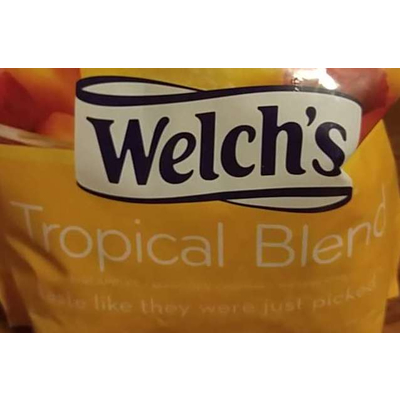 Welch's
Tropical Blend
taste like they were just picked